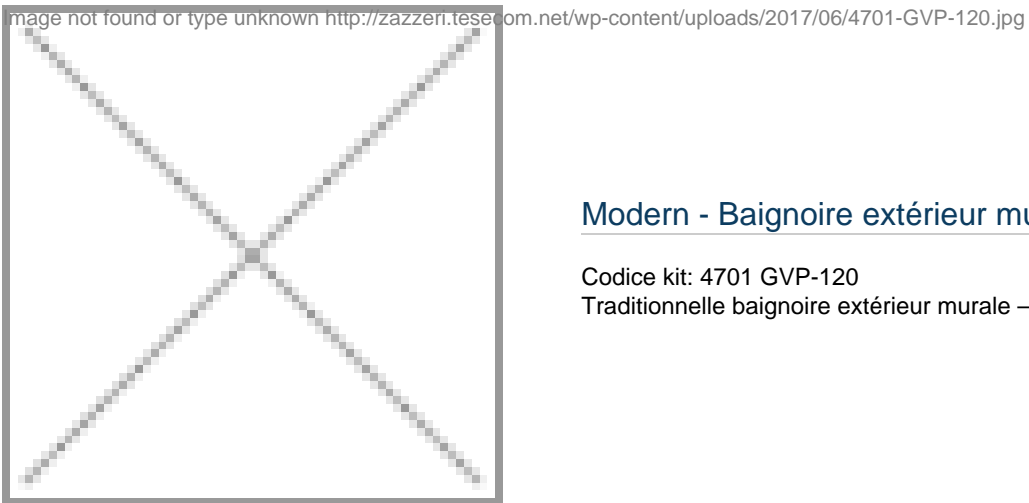 Image not found or type unknown http://zazzeri.tesecom.net/wp-content/uploads/2017/06/4701-GVP-120.jpg
Modern - Baignoire extérieur
Codice kit: 4701 GVP-120
Traditionnelle baignoire extérieur murale –